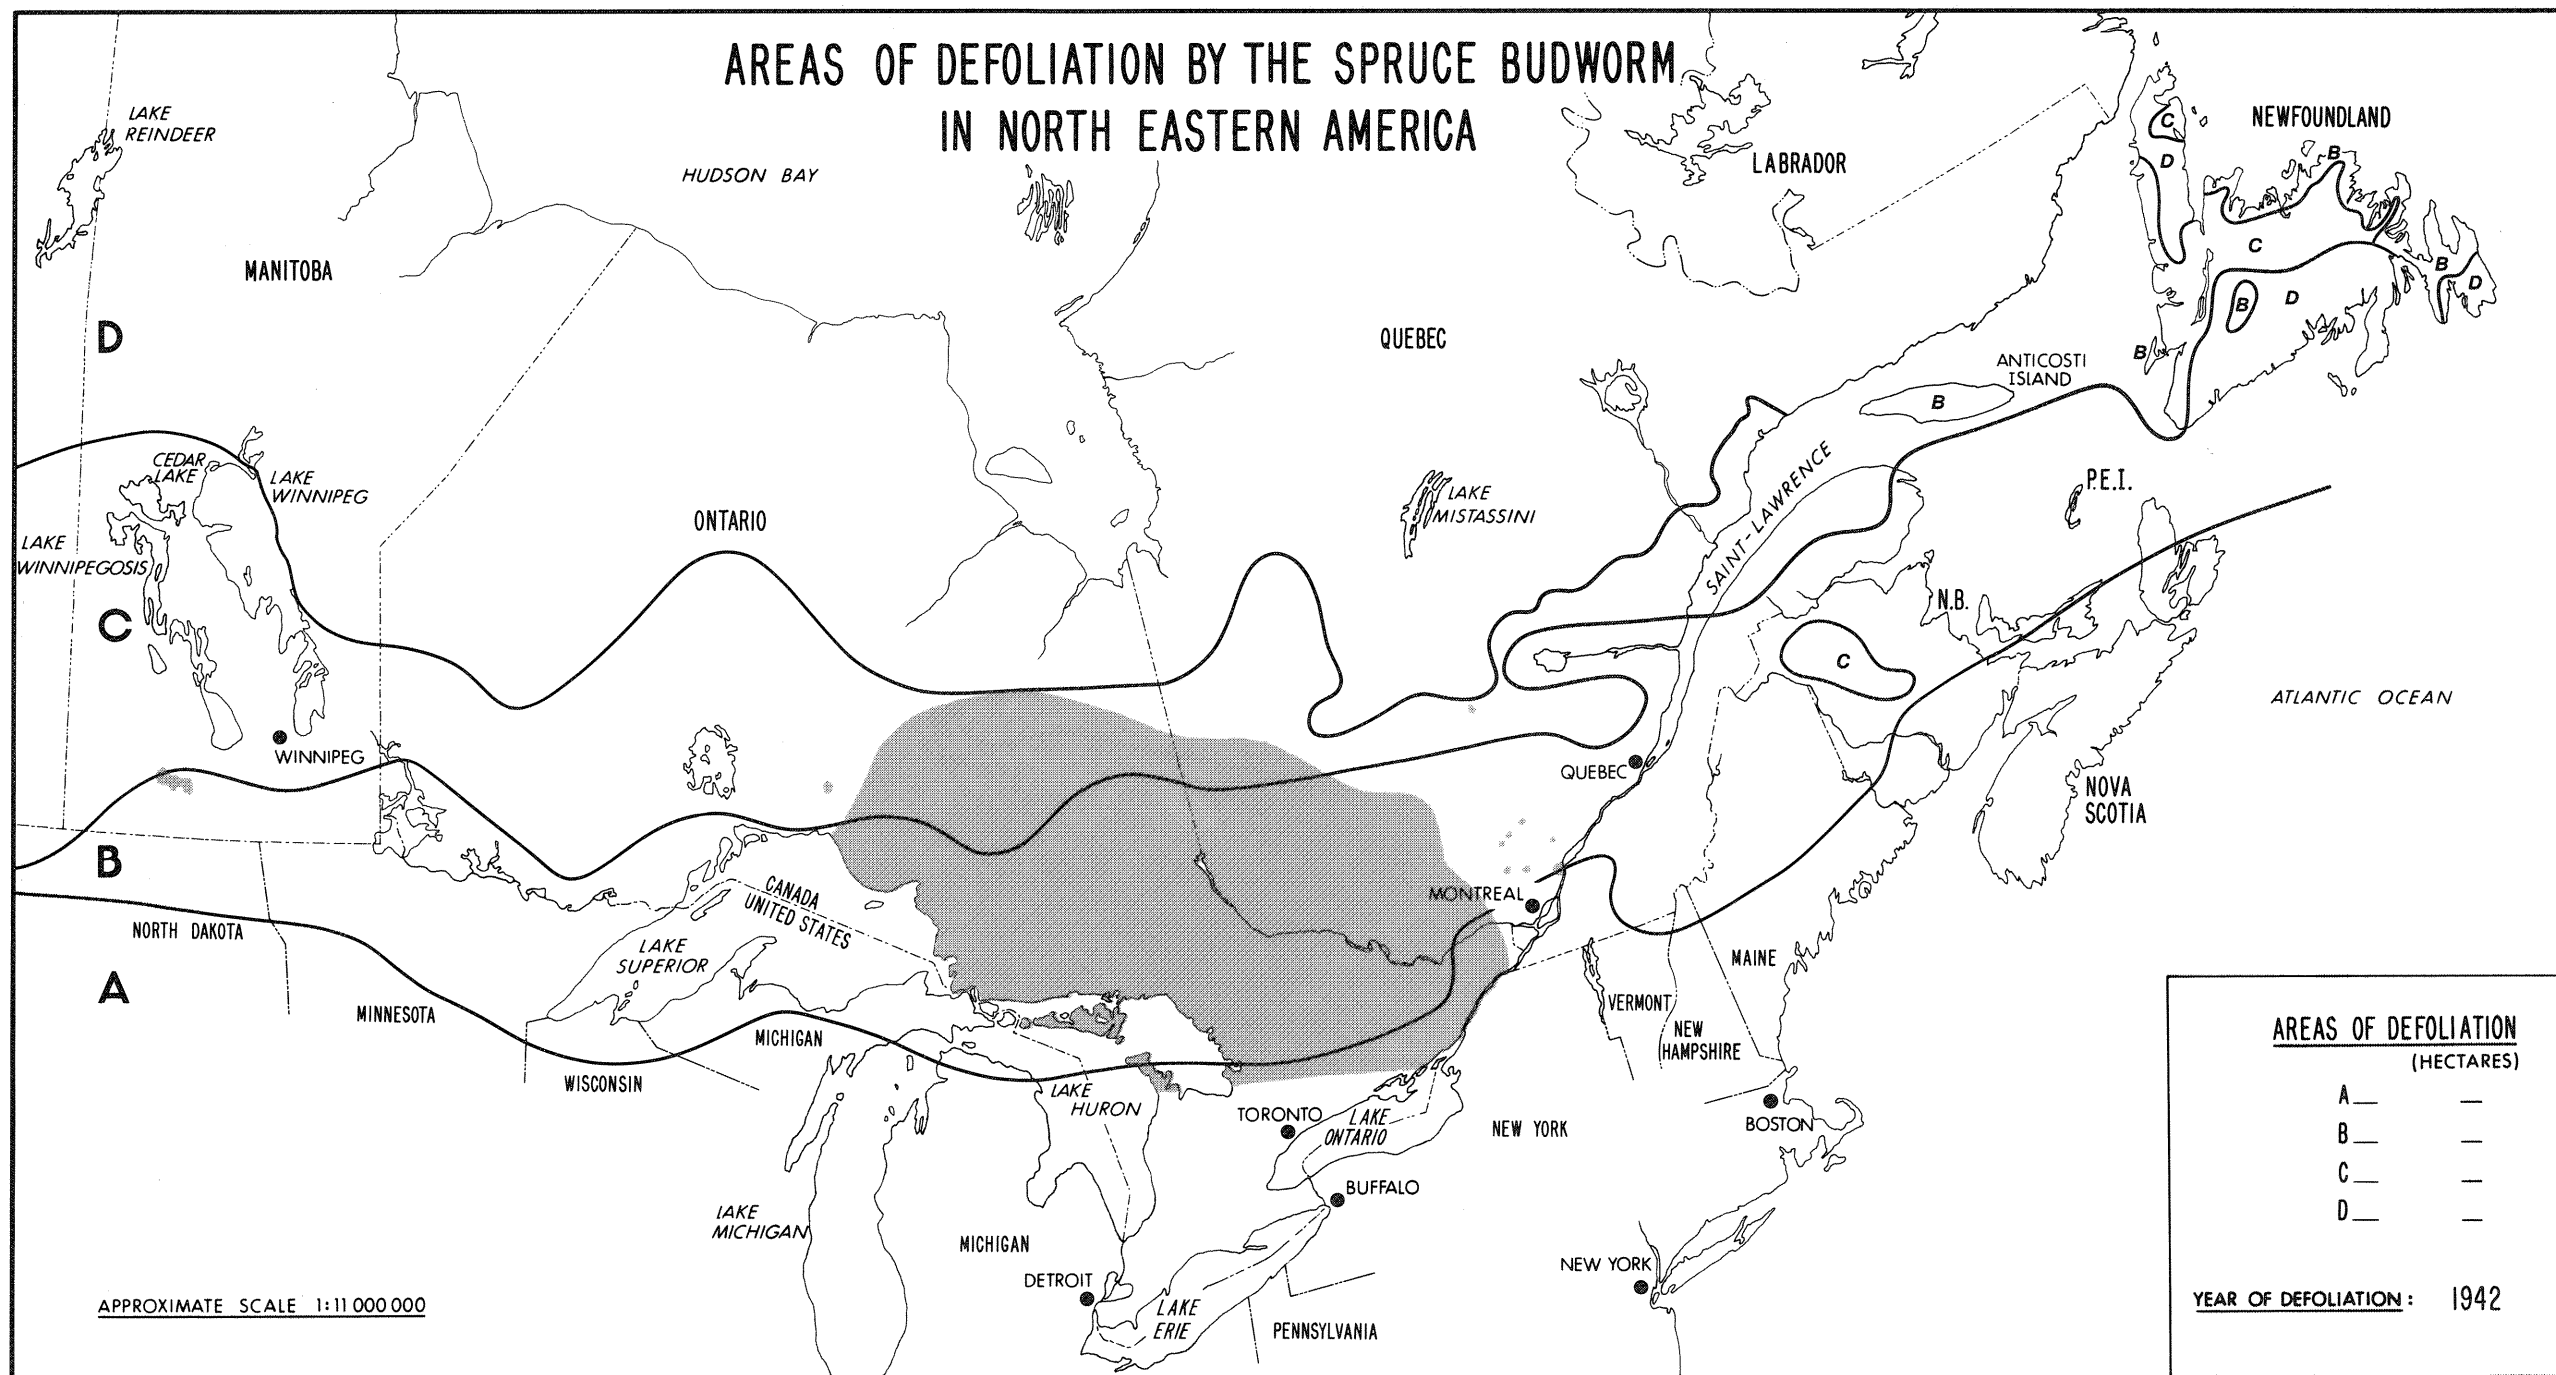 AREAS OF DEFOLIATION BY THE SPRUCE BUDWORM
IN NORTH EASTERN AMERICA
LAKE
REINDEER
HUDSON BAY
MANITOBA
LABRADOR
NEWFOUNDLAND
C
D
B
C
B
D
B
D
B
D
QUEBEC
ANTICOSTI
ISLAND
B
CEDAR
LAKE
LAKE
WINNIPEG
LAKE
WINNIPEGOSIS
ONTARIO
LAKE
MISTASSINI
SAINT-LAWRENCE
P.E.I.
N.B.
C
C
ATLANTIC OCEAN
WINNIPEG
QUEBEC
NOVA
SCOTIA
B
MONTREAL
CANADA
UNITED STATES
NORTH DAKOTA
LAKE
SUPERIOR
MAINE
A
MINNESOTA
MICHIGAN
VERMONT
NEW
HAMPSHIRE
WISCONSIN
LAKE
HURON
TORONTO
LAKE
ONTARIO
NEW YORK
BOSTON
BUFFALO
LAKE
MICHIGAN
MICHIGAN
DETROIT
NEW YORK
LAKE
ERIE
PENNSYLVANIA
APPROXIMATE SCALE 1:11 000 000
AREAS OF DEFOLIATION
(HECTARES)
A — —
B — —
C — —
D — —
YEAR OF DEFOLIATION: 1942